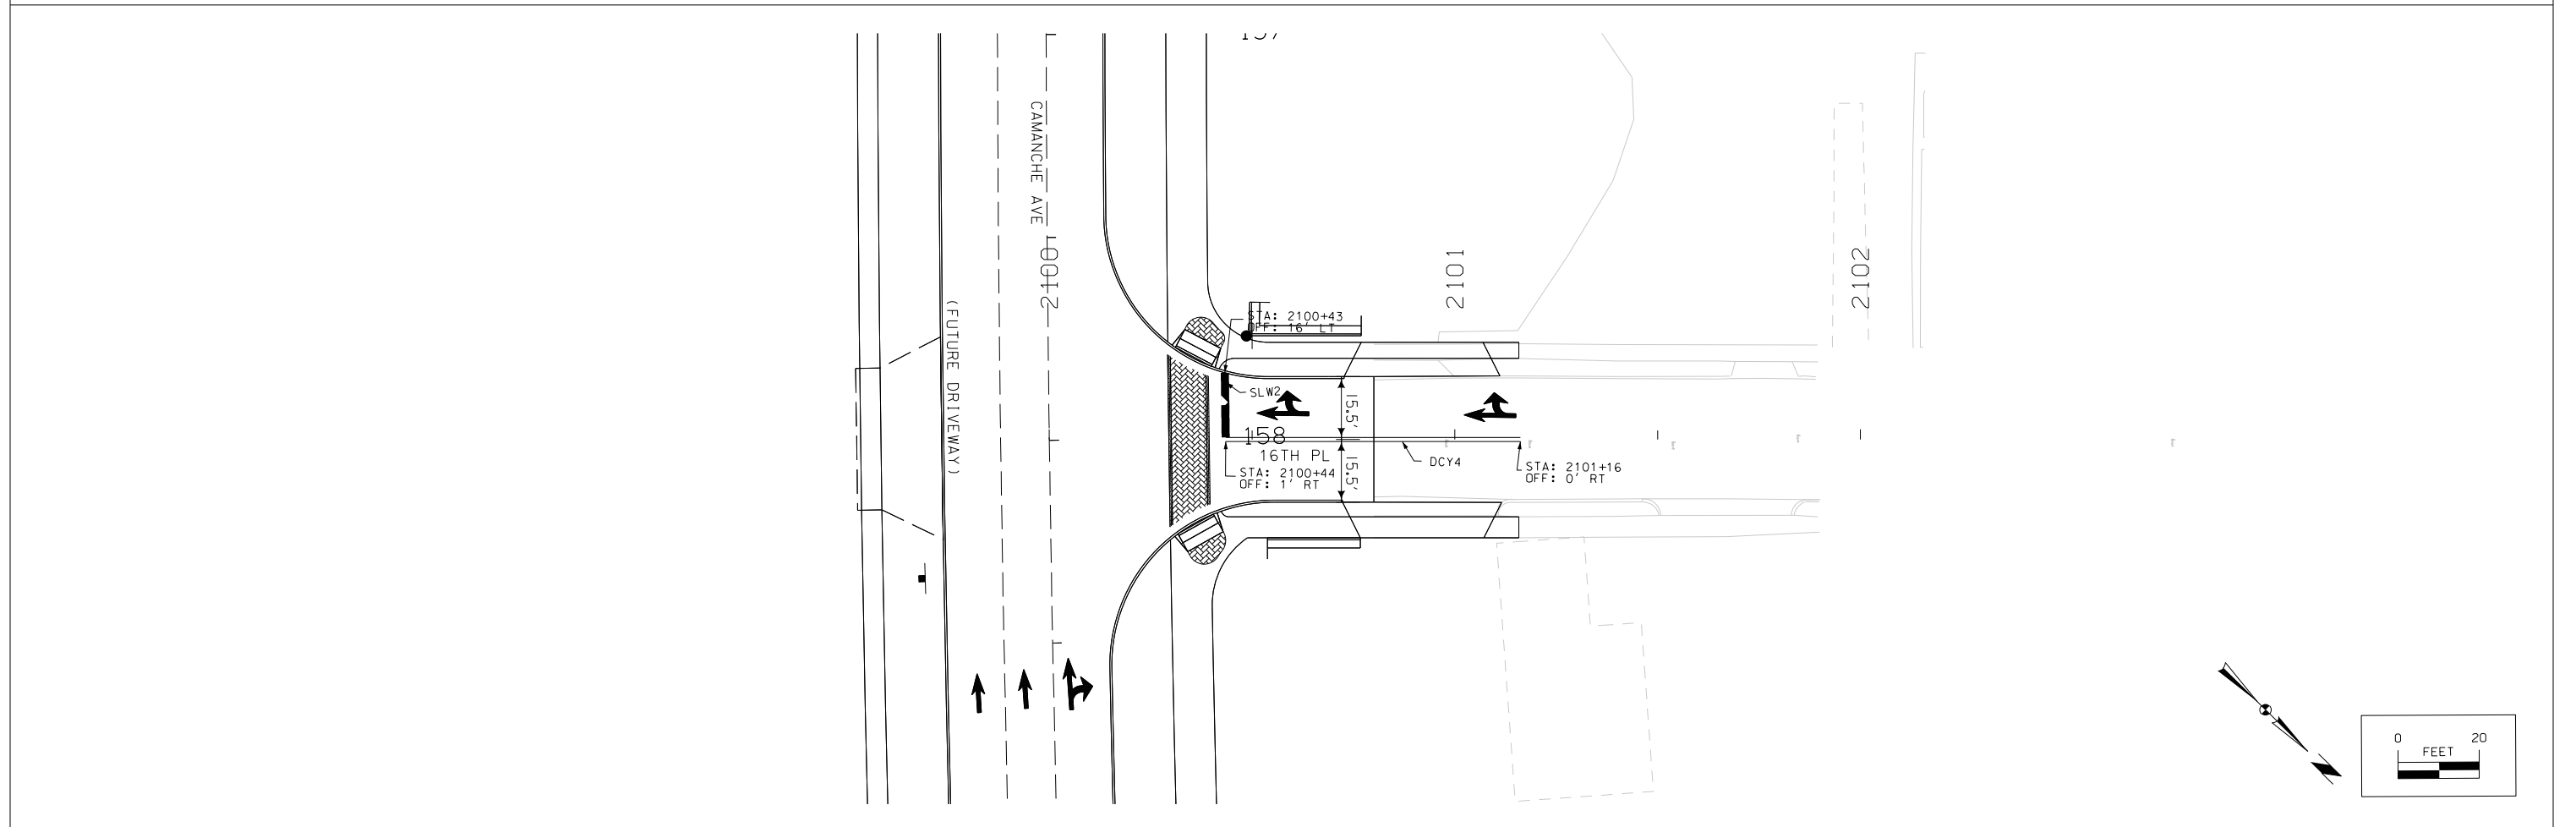 CAMANCHE AVE
21001
2101
2102
(FUTURE DRIVEWAY)
STA: 2100+43
OFF: 16' LT
SLW2
15.5'
158
16TH PL
STA: 2100+44
OFF: 1' RT
15.5'
DCY4
STA: 2101+16
OFF: 0' RT
0 20
FEET